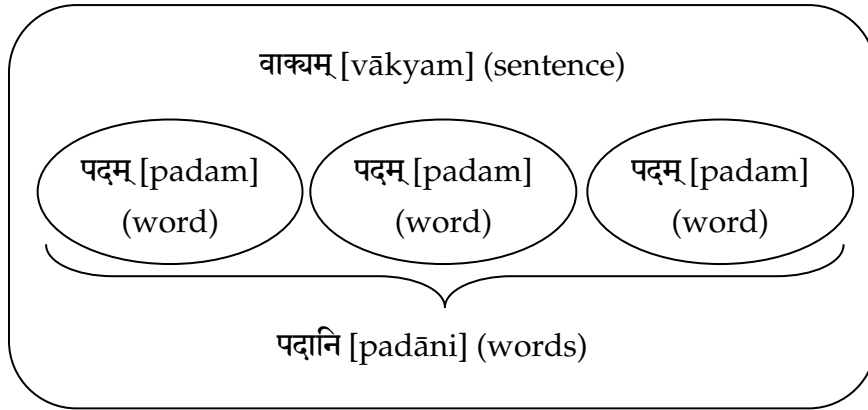 वाक्यम् [vākyam] (sentence)
पदम् [padam]
(word)
पदम् [padam]
(word)
पदम् [padam]
(word)
पदानि [padāni] (words)